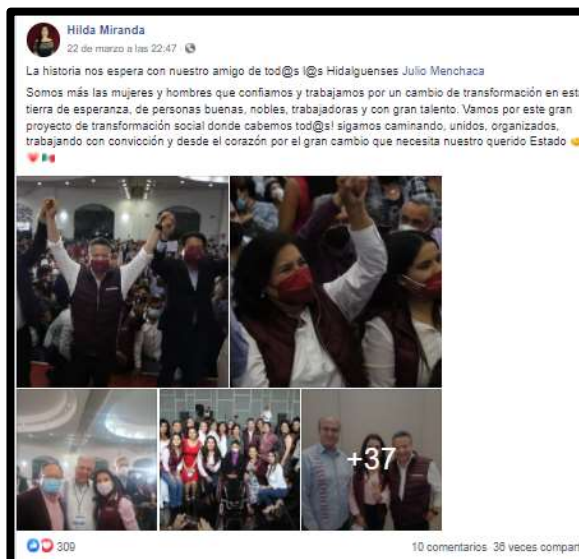 Hilda Miranda
22 de marzo a las 22:47 ·
La historia nos espera con nuestro amigo de tod@s l@s Hidalguenses Julio Menchaca
Somos más las mujeres y hombres que confiamos y trabajamos por un cambio de transformación en
tierra de esperanza, de personas buenas, nobles, trabajadoras y con gran talento. Vamos por este gran
proyecto de transformación social donde cabemos tod@s! sigamos caminando, unidos, organizados,
trabajando con convicción y desde el corazón por el gran cambio que necesita nuestro querido Estado
+37
309
10 comentarios 36 veces